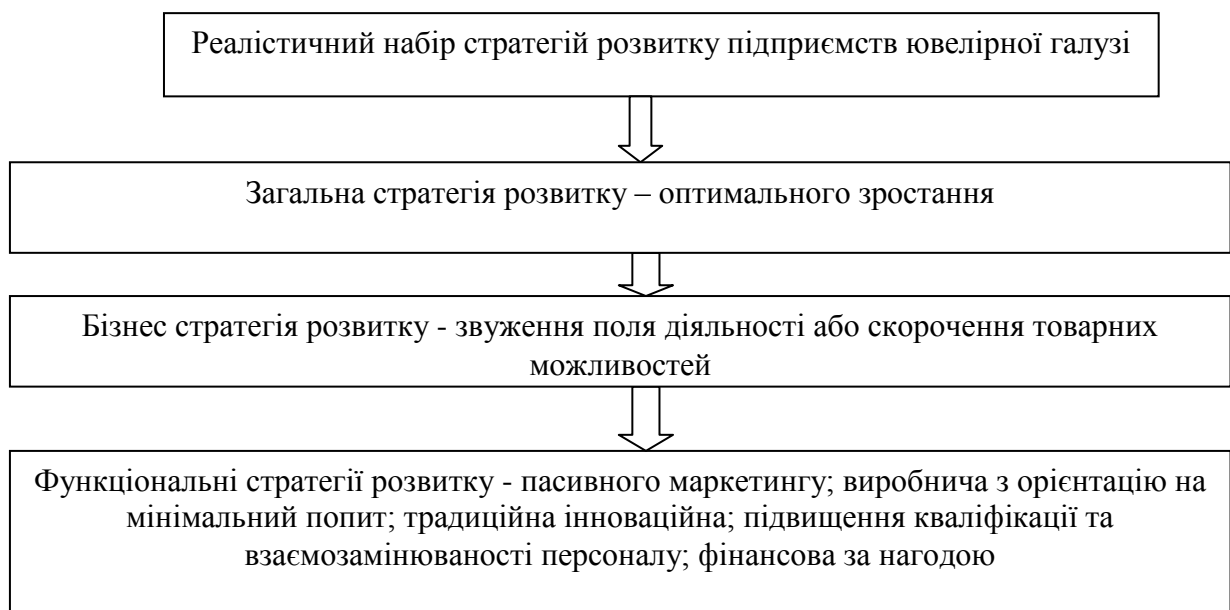 Реалістичний набір стратегій розвитку підприємств ювелірної галузі
Загальна стратегія розвитку – оптимального зростання
Бізнес стратегія розвитку - звуження поля діяльності або скорочення товарних
можливостей
Функціональні стратегії розвитку - пасивного маркетингу; виробнича з орієнтацію на
мінімальний попит; традиційна інноваційна; підвищення кваліфікації та
взаємозамінюваності персоналу; фінансова за нагодою